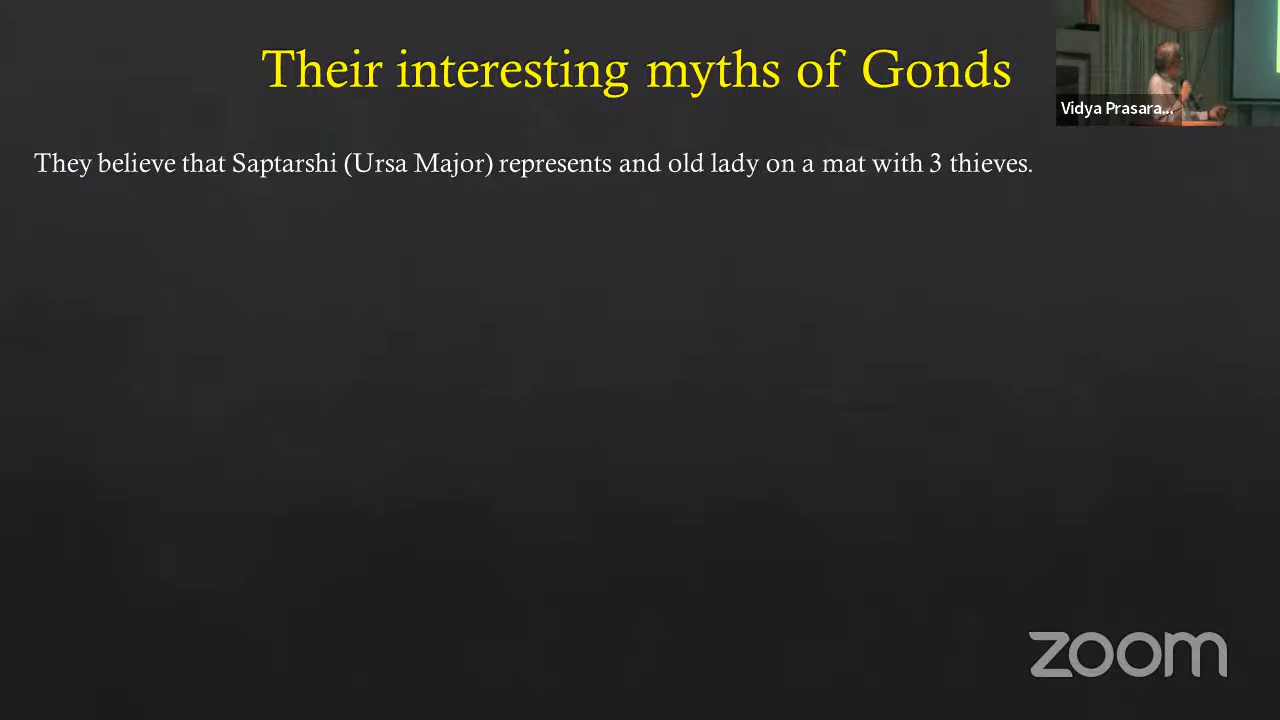 Their interesting myths of Gonds
Vidya Prasara...
They believe that Saptarshi (Ursa Major) represents and old lady on a mat with 3 thieves.
zoom